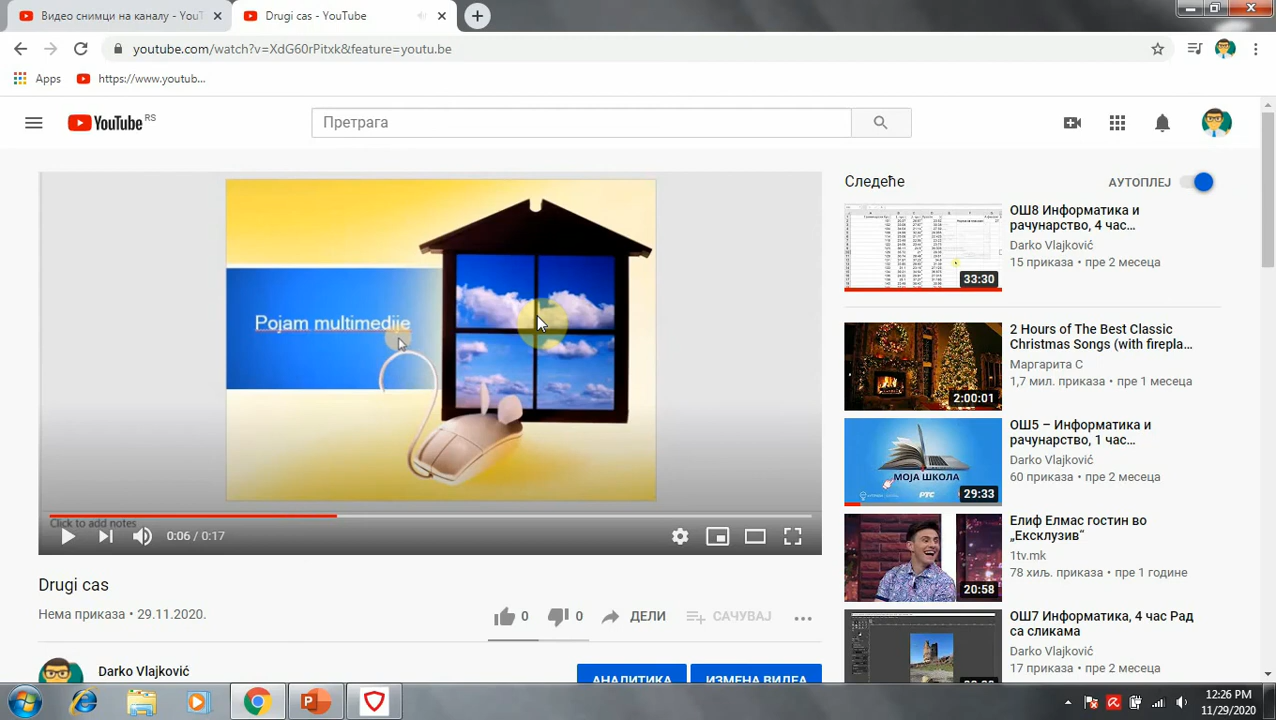 Видео снимци на каналу - YouT
Drugi cas - YouTube
youtube.com/watch?v=XdG60rPitxk&feature=youtu.be
Apps
https://www.youtub...
YouTube RS
Претрага
Pojam multimedije
Click to add notes
0:06 / 0:17
Drugi cas
Нема приказа • 29.11.2020.
0
0
ДЕЛИ
САЧУВАЈ
Darko Vlajković
АНАЛИТИКА
ИЗМЕНА ВИДЕА
Следеће
АУТОПЛЕЈ
33:30
ОШ8 Информатика и
рачунарство, 4 час...
Darko Vlajković
15 приказа • пре 2 месеца
2:00:01
2 Hours of The Best Classic
Christmas Songs (with firepla...
Маргарита С
1,7 мил. приказа • пре 1 месеца
МОЈА ШКОЛА
РТС
29:33
ОШ5 – Информатика и
рачунарство, 1 час...
Darko Vlajković
60 приказа • пре 2 месеца
20:58
Елиф Елмас гостин во
„Ексклузив“
1tv.mk
78 хиљ. приказа • пре 1 године
ОШ7 Информатика, 4 час Рад
са сликама
Darko Vlajković
17 приказа • пре 2 месеца
12:26 PM
11/29/2020